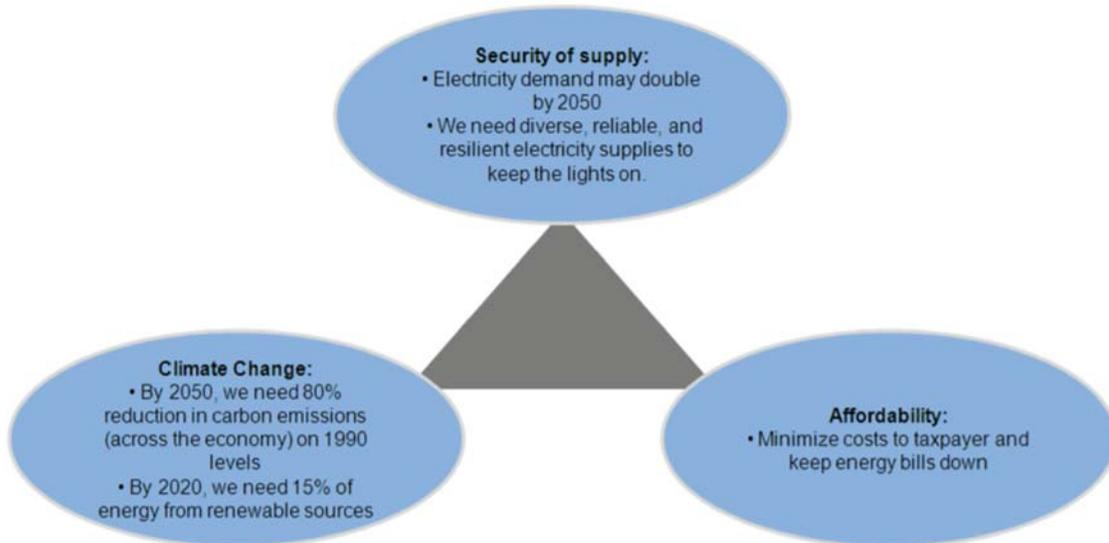 Security of supply:
• Electricity demand may double
by 2050
• We need diverse, reliable, and
resilient electricity supplies to
keep the lights on.
Climate Change:
• By 2050, we need 80%
reduction in carbon emissions
(across the economy) on 1990
levels
• By 2020, we need 15% of
energy from renewable sources
Affordability:
• Minimize costs to taxpayer and
keep energy bills down